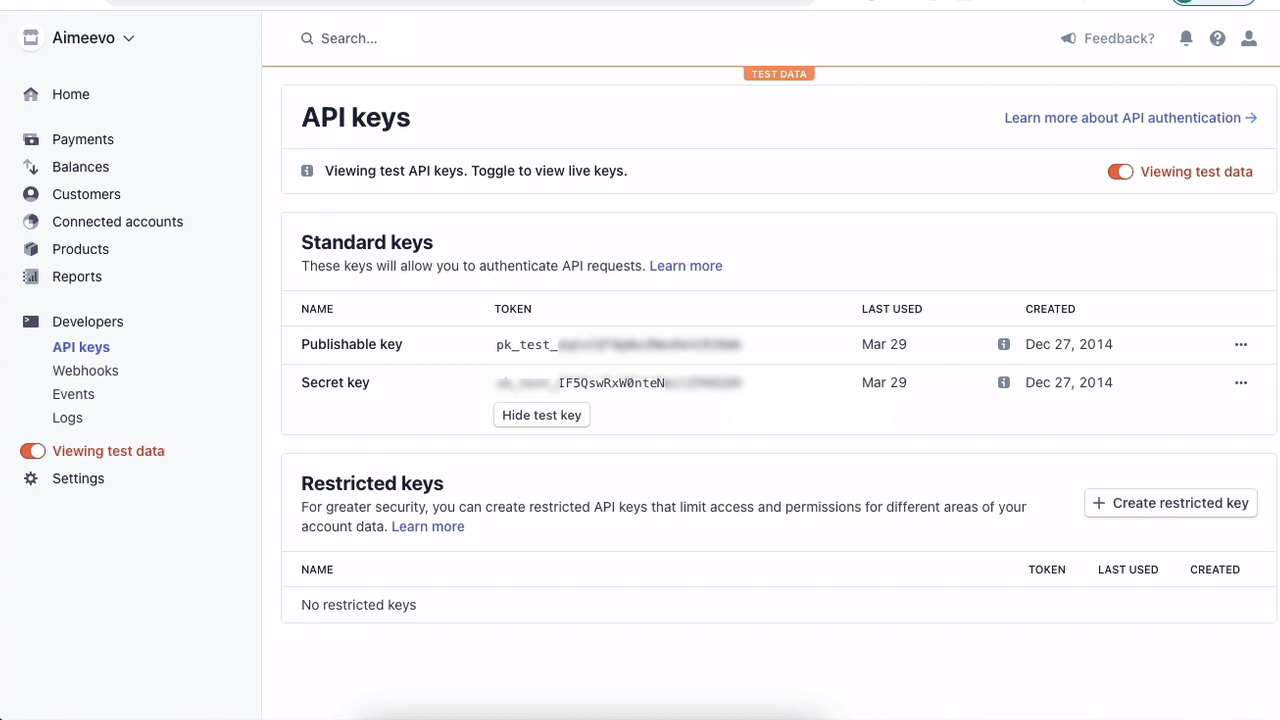 Aimeevo
Search...
Feedback?
TEST DATA
Home
Payments
Balances
Customers
Connected accounts
Products
Reports
Developers
API keys
Webhooks
Events
Logs
Viewing test data
Settings
API keys
Learn more about API authentication
Viewing test API keys. Toggle to view live keys.
Viewing test data
Standard keys
These keys will allow you to authenticate API requests. Learn more
NAME TOKEN LAST USED CREATED
Publishable key pk_test_ Mar 29 Dec 27, 2014
Secret key IF5QswRxW0nteN Mar 29 Dec 27, 2014
Hide test key
Restricted keys
For greater security, you can create restricted API keys that limit access and permissions for different areas of your
account data. Learn more
+ Create restricted key
NAME TOKEN LAST USED CREATED
No restricted keys